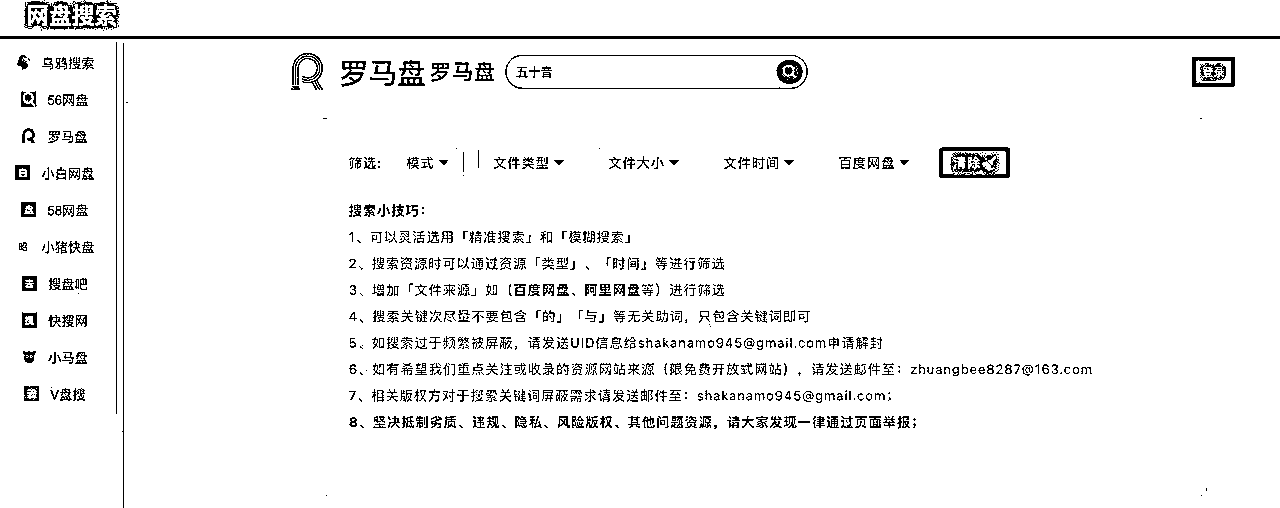 网盘搜索
乌鸦搜索
56网盘
罗马盘
小白网盘
58网盘
小猪快盘
搜盘吧
快搜网
小马盘
V盘搜
罗马盘 罗马盘 五十音
登录
筛选: 模式 文件类型 文件大小 文件时间 百度网盘 清除
搜索小技巧：
1、可以灵活选用「精准搜索」和「模糊搜索」
2、搜索资源时可以通过资源「类型」、「时间」等进行筛选
3、增加「文件来源」如（百度网盘、阿里网盘等）进行筛选
4、搜索关键次尽量不要包含「的」「与」等无关助词，只包含关键词即可
5、如搜索过于频繁被屏蔽，请发送UID信息给shakanamo945@gmail.com申请解封
6、如有希望我们重点关注或收录的资源网站来源（限免费开放式网站），请发送邮件至：zhuangbee8287@163.com
7、相关版权方对于搜索关键词屏蔽需求请发送邮件至：shakanamo945@gmail.com；
8、坚决抵制劣质、违规、隐私、风险版权、其他问题资源，请大家发现一律通过页面举报；